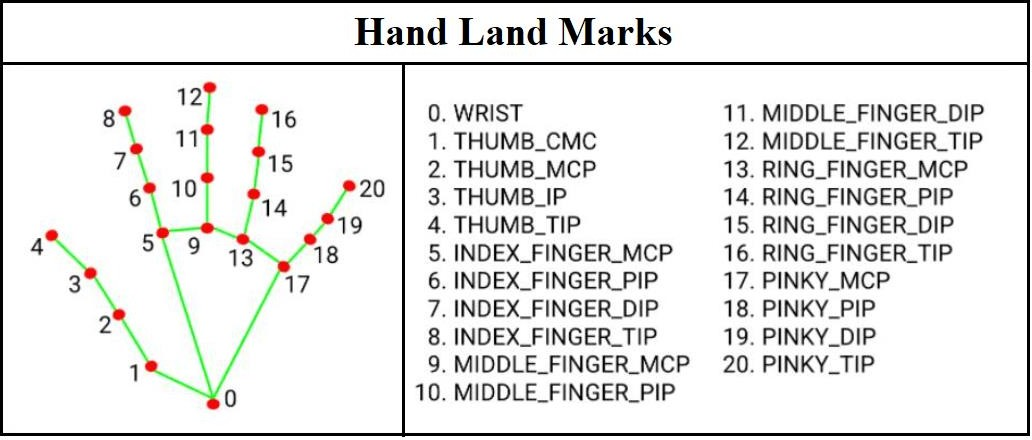 Hand Land Marks
12
8
16
11
7
15
20
10
6
14
19
4
5
9
13
18
3
17
2
1
0
0. WRIST
1. THUMB_CMC
2. THUMB_MCP
3. THUMB_IP
4. THUMB_TIP
5. INDEX_FINGER_MCP
6. INDEX_FINGER_PIP
7. INDEX_FINGER_DIP
8. INDEX_FINGER_TIP
9. MIDDLE_FINGER_MCP
10. MIDDLE_FINGER_PIP
11. MIDDLE_FINGER_DIP
12. MIDDLE_FINGER_TIP
13. RING_FINGER_MCP
14. RING_FINGER_PIP
15. RING_FINGER_DIP
16. RING_FINGER_TIP
17. PINKY_MCP
18. PINKY_PIP
19. PINKY_DIP
20. PINKY_TIP